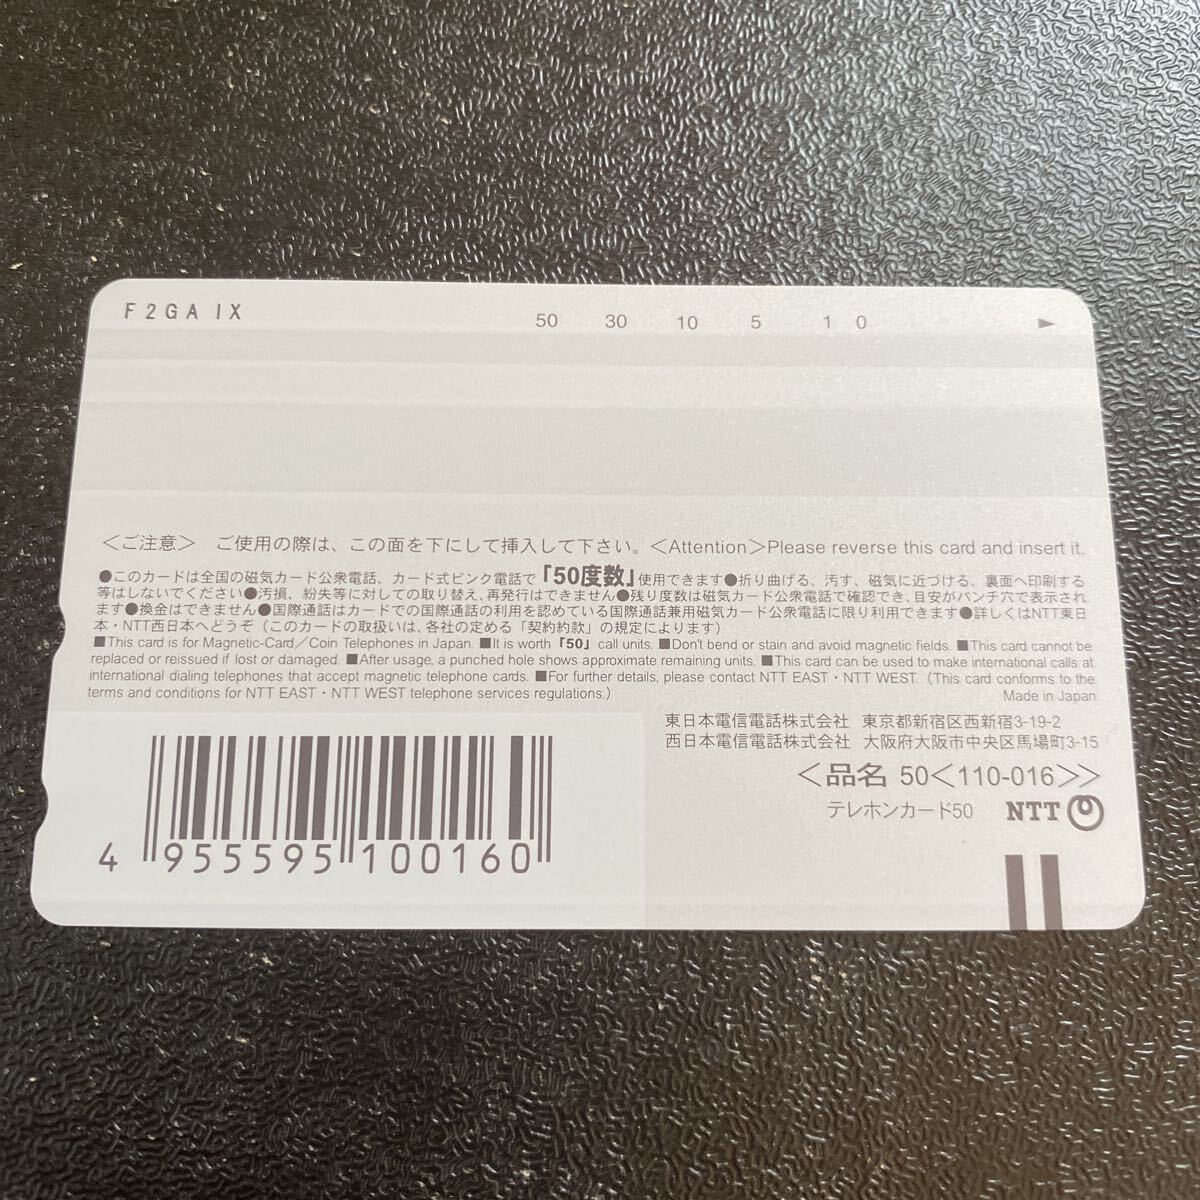 F2GA IX
50 30 10 5 1 0
＜ご注意＞ ご使用の際は、この面を下にして挿入して下さい。＜Attention＞Please reverse this card and insert it.
●このカードは全国の磁気カード公衆電話、カード式ピンク電話で「50度数」使用できます●折り曲げる、汚す、磁気に近づける、裏面へ印刷する
等はしないでください●汚損、紛失等に対しての取り替え、再発行はできません●残り度数は磁気カード公衆電話で確認でき、目安がパンチ穴で表示され
ます●換金はできません●国際通話はカードでの国際通話の利用を認めている国際通話兼用磁気カード公衆電話に限り利用できます●詳しくはNTT東日
本・NTT西日本へどうぞ（このカードの取扱いは、各社の定める「契約約款」の規定によります）
■This card is for Magnetic-Card／Coin Telephones in Japan. ■It is worth「50」call units. ■Don't bend or stain and avoid magnetic fields. ■This card cannot be
replaced or reissued if lost or damaged. ■After usage, a punched hole shows approximate remaining units. ■This card can be used to make international calls at
international dialing telephones that accept magnetic telephone cards. ■For further details, please contact NTT EAST・NTT WEST.（This card conforms to the
terms and conditions for NTT EAST・NTT WEST telephone services regulations.） Made in Japan.
東日本電信電話株式会社 東京都新宿区西新宿3-19-2
西日本電信電話株式会社 大阪府大阪市中央区馬場町3-15
＜品名 50＜110-016＞＞
テレホンカード50 NTT
4 955595 100160